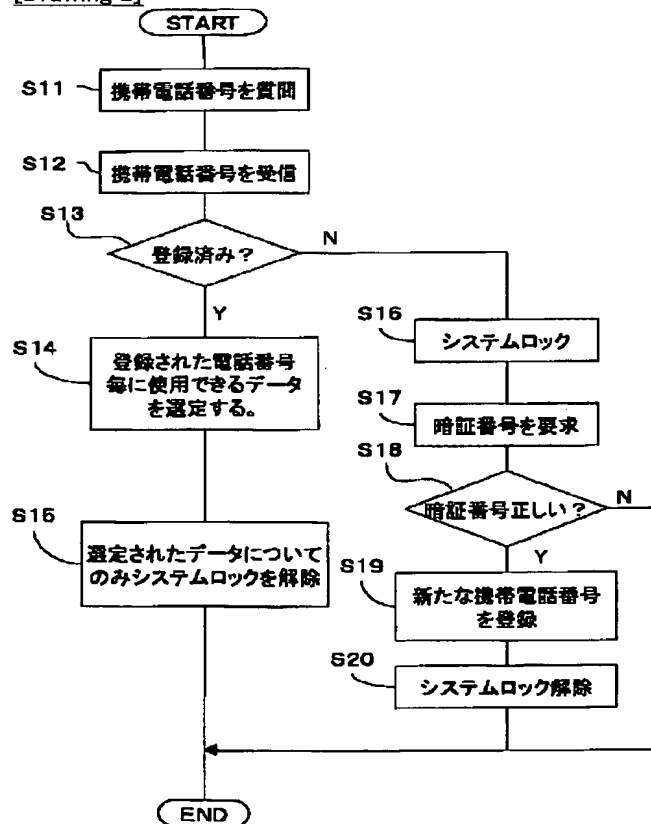 START
S11
携帯電話番号を質問
S12
携帯電話番号を受信
S13
登録済み?
N
Y
S14
登録された電話番号
毎に使用できるデータ
を選定する。
S15
選定されたデータについて
のみシステムロックを解除
S16
システムロック
S17
暗証番号を要求
S18
暗証番号正しい?
N
Y
S19
新たな携帯電話番号
を登録
S20
システムロック解除
END